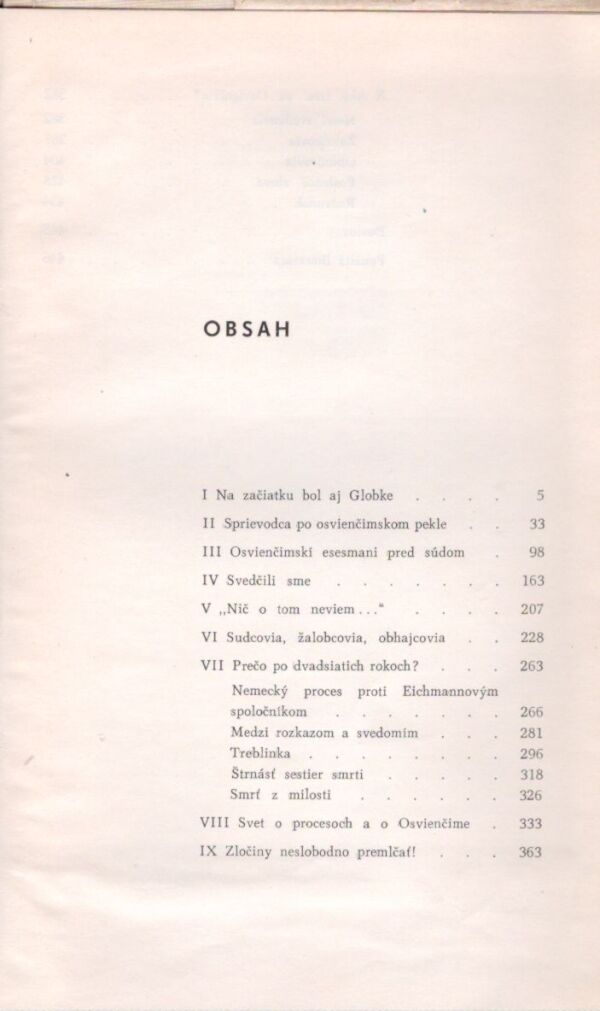 OBSAH
I Na začiatku bol aj Globke . . . . 5
II Sprievodca po osvienčimskom pekle . . 33
III Osvienčimskí esesmani pred súdom . 98
IV Svedčili sme . . . . . . . 163
V „Nič o tom neviem...“ . . . . 207
VI Sudcovia, žalobcovia, obhajcovia . . 228
VII Prečo po dvadsiatich rokoch? . . . 263
Nemecký proces proti Eichmannovým
spoločníkom . . . . . . . 266
Medzi rozkazom a svedomím . . . 281
Treblinka . . . . . . . . 296
Štrnásť sestier smrti . . . . . 318
Smrť z milosti . . . . . . 326
VIII Svet o procesoch a o Osvienčime . 333
IX Zločiny neslobodno premlčať! . . . 363